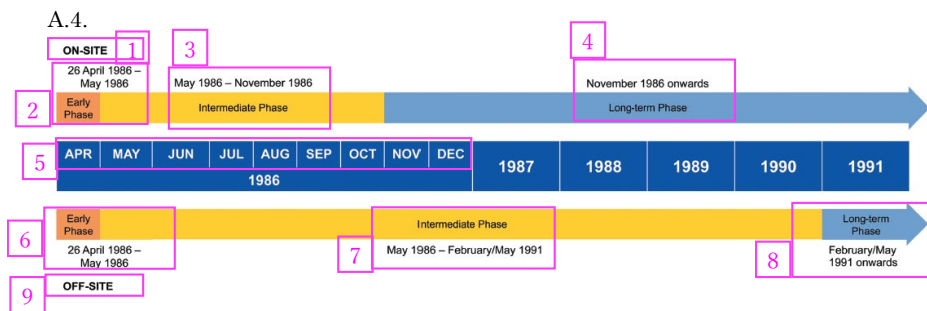 A.4.
1
3
4
ON-SITE
26 April 1986 –
May 1986
May 1986 – November 1986
November 1986 onwards
2
Early
Phase
Intermediate Phase
Long-term Phase
5
APR MAY JUN JUL AUG SEP OCT NOV DEC
1986
1987 1988 1989 1990 1991
6
Early
Phase
Intermediate Phase
Long-term
Phase
26 April 1986 –
May 1986
7
May 1986 – February/May 1991
8
February/May
1991 onwards
9
OFF-SITE